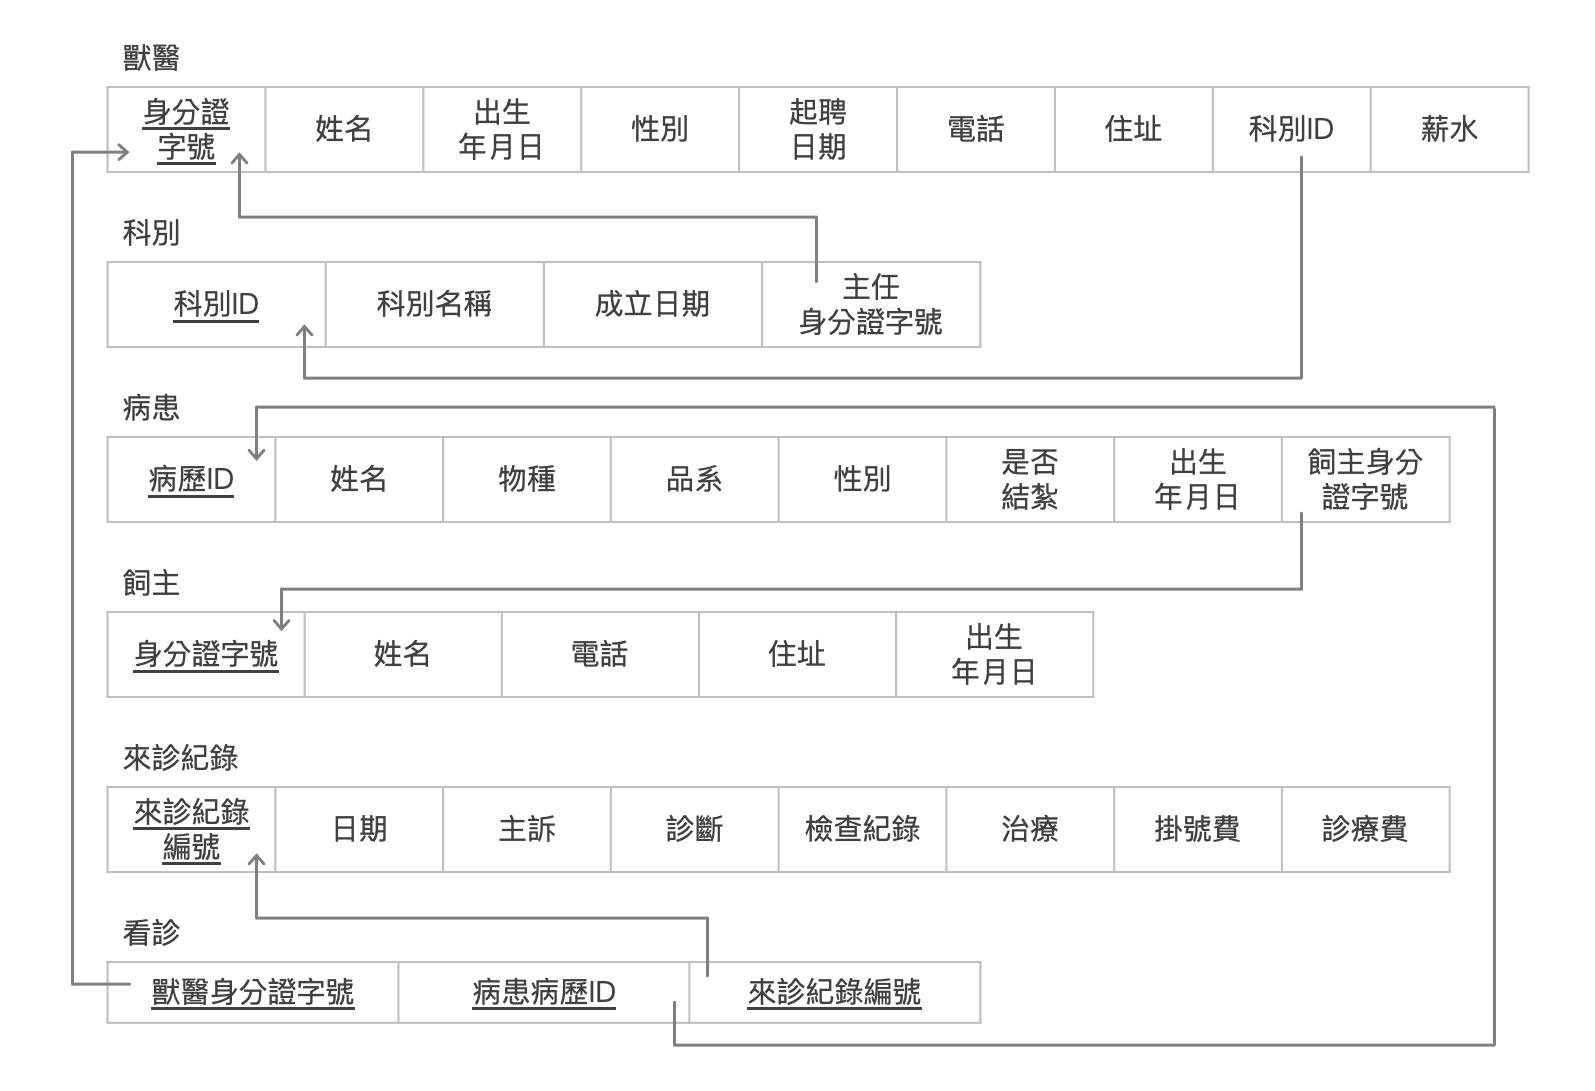 獸醫
身分證
字號
姓名
出生
年月日
性別
起聘
日期
電話
住址
科別ID
薪水
科別
科別ID
科別名稱
成立日期
主任
身分證字號
病患
病歷ID
姓名
物種
品系
性別
是否
結紮
出生
年月日
飼主身分
證字號
飼主
身分證字號
姓名
電話
住址
出生
年月日
來診紀錄
來診紀錄
編號
日期
主訴
診斷
檢查紀錄
治療
掛號費
診療費
看診
獸醫身分證字號
病患病歷ID
來診紀錄編號